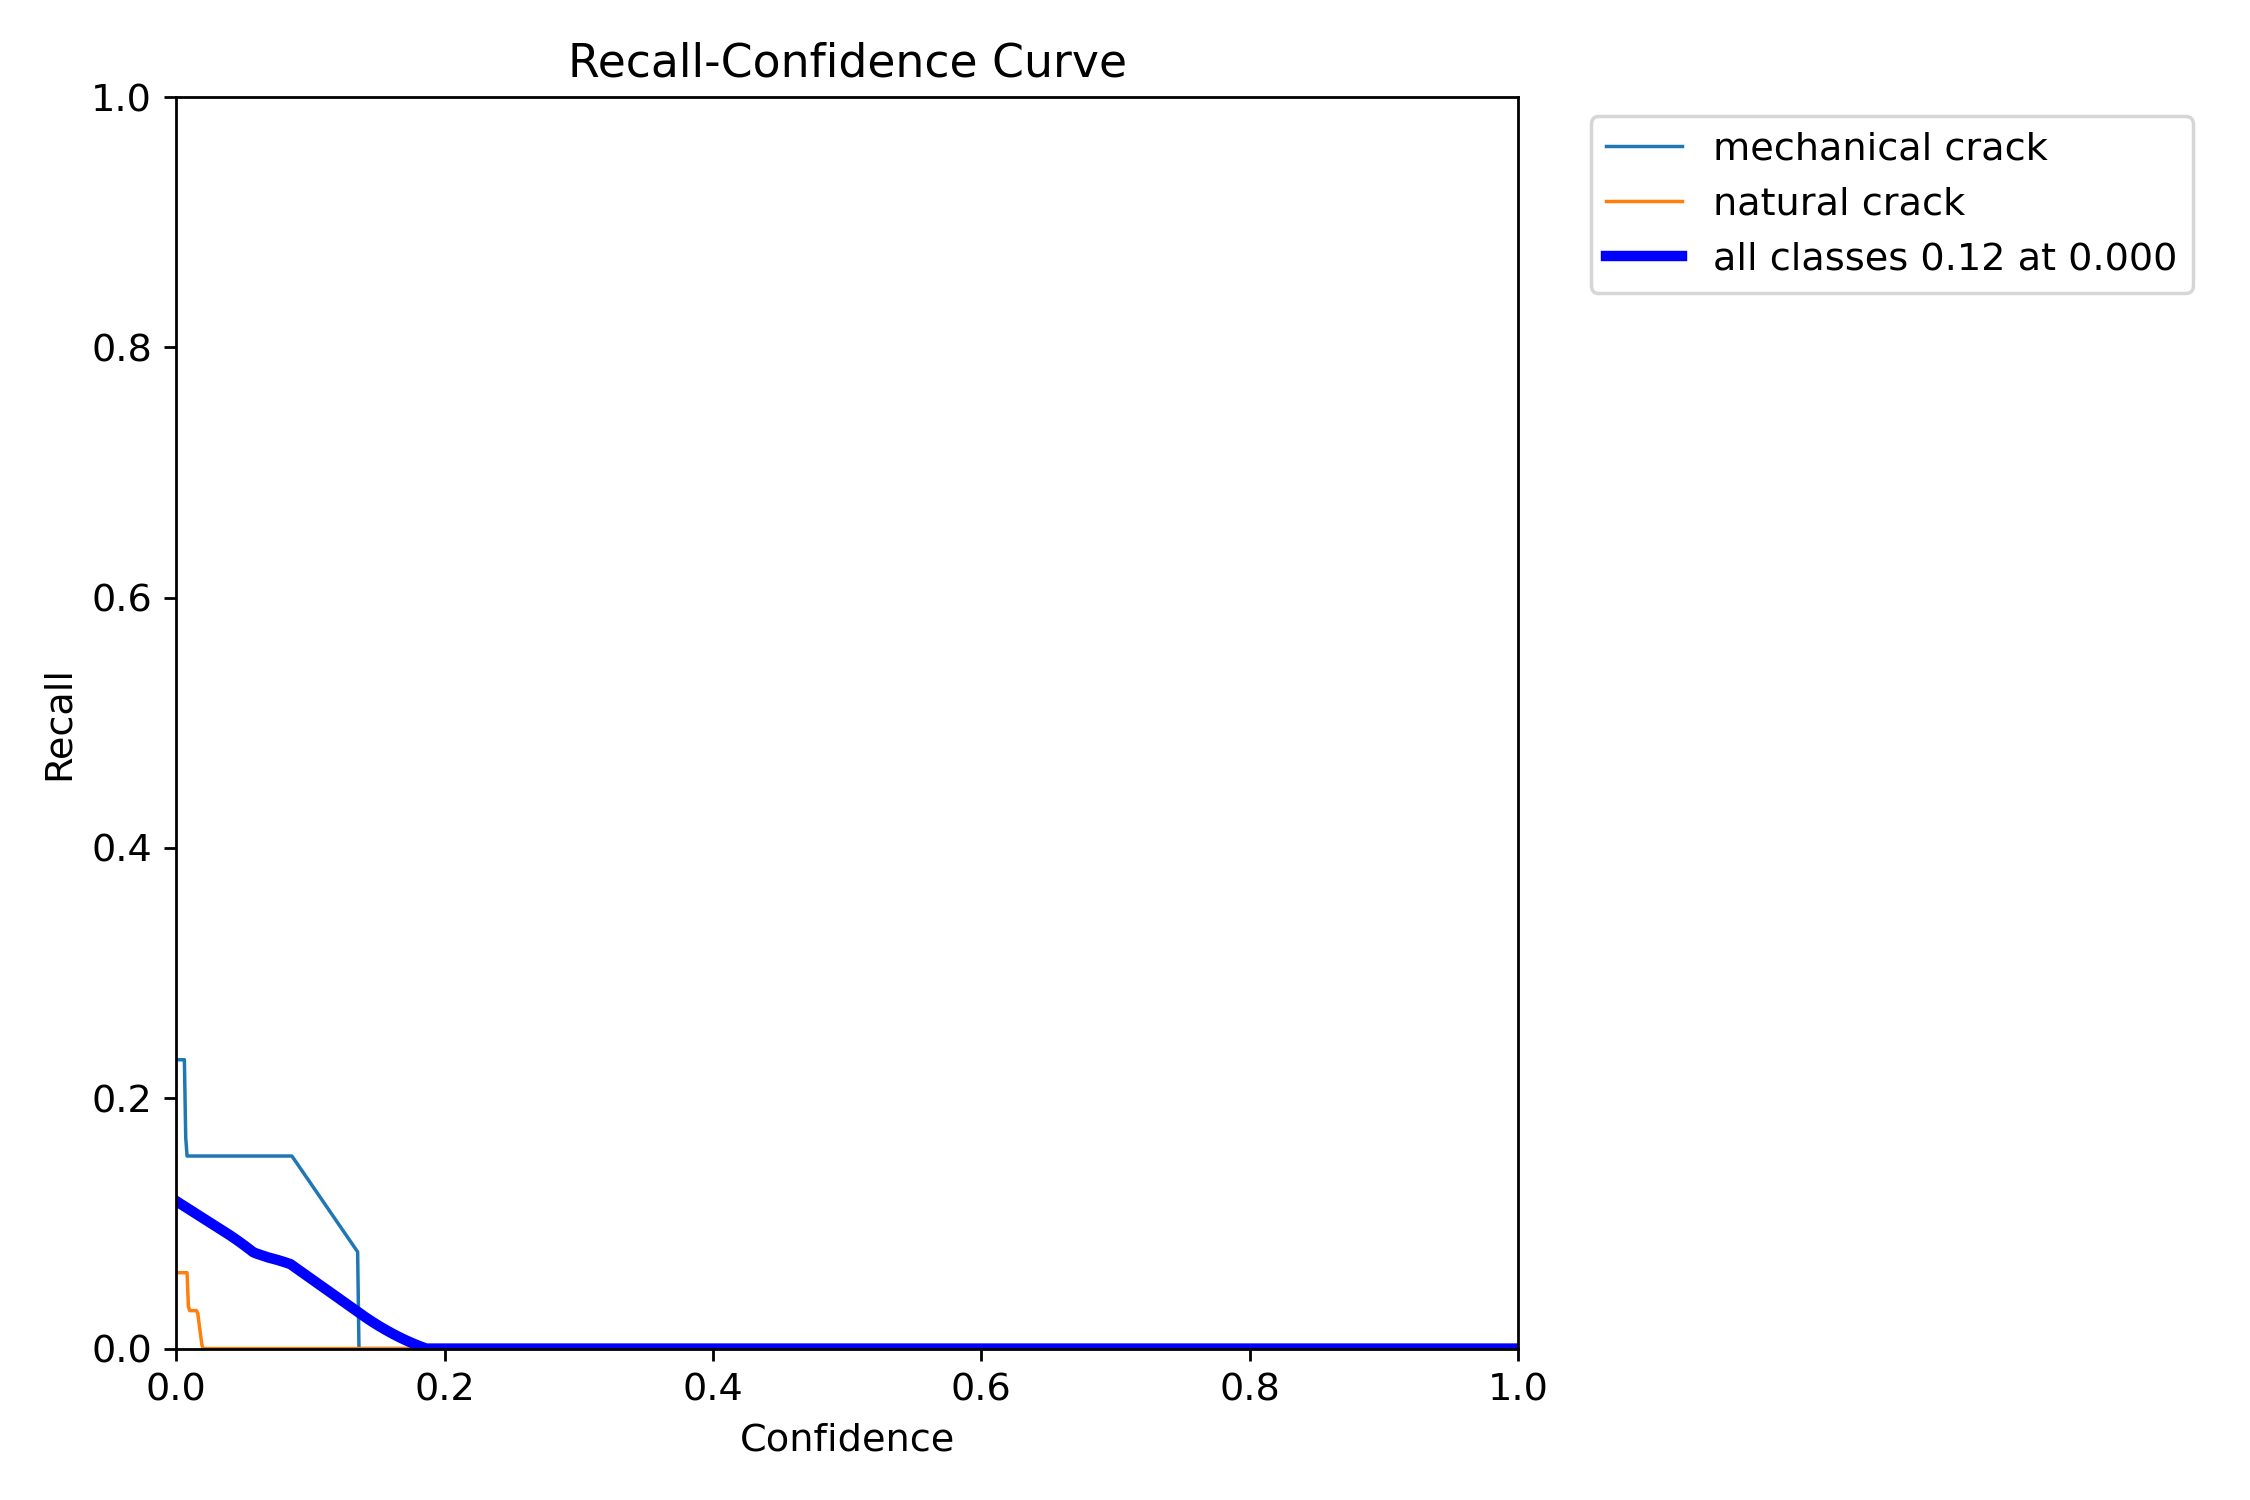 Recall-Confidence Curve
1.0
0.8
0.6
0.4
0.2
0.0
Recall
0.0 0.2 0.4 0.6 0.8 1.0
Confidence
mechanical crack
natural crack
all classes 0.12 at 0.000